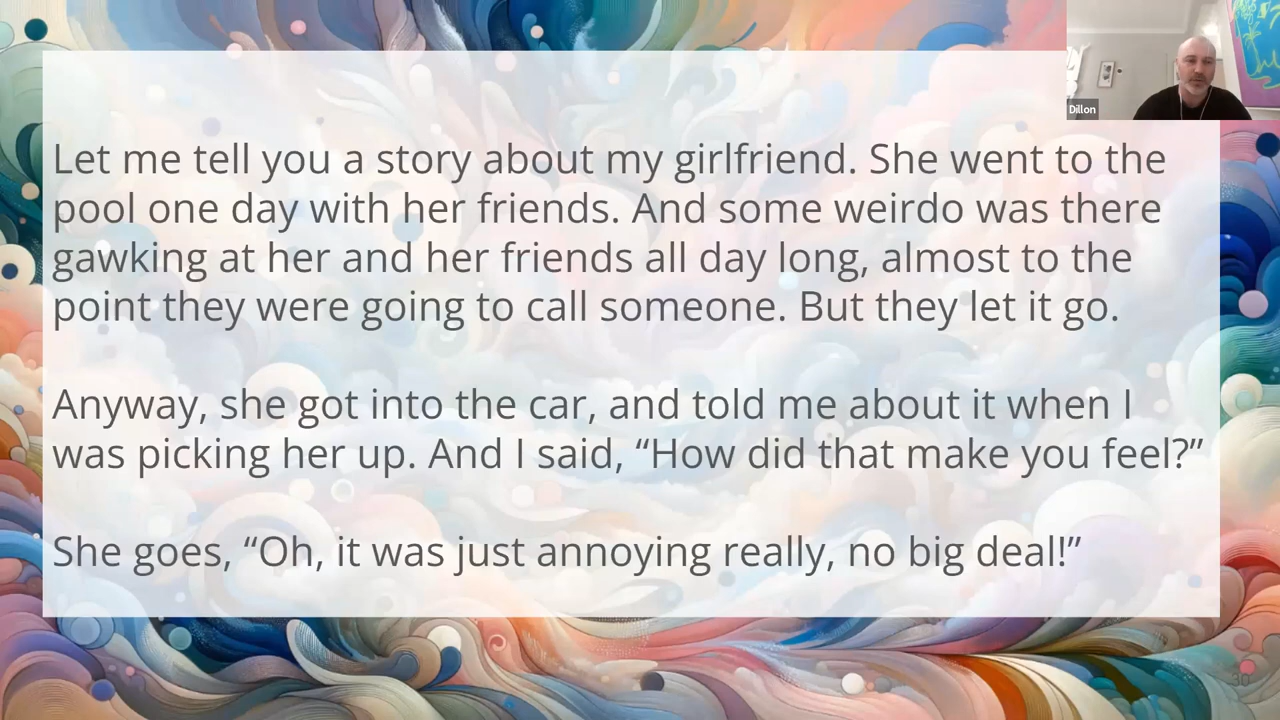 Dillon
Let me tell you a story about my girlfriend. She went to the
pool one day with her friends. And some weirdo was there
gawking at her and her friends all day long, almost to the
point they were going to call someone. But they let it go.
Anyway, she got into the car, and told me about it when I
was picking her up. And I said, “How did that make you feel?”
She goes, “Oh, it was just annoying really, no big deal!”
30